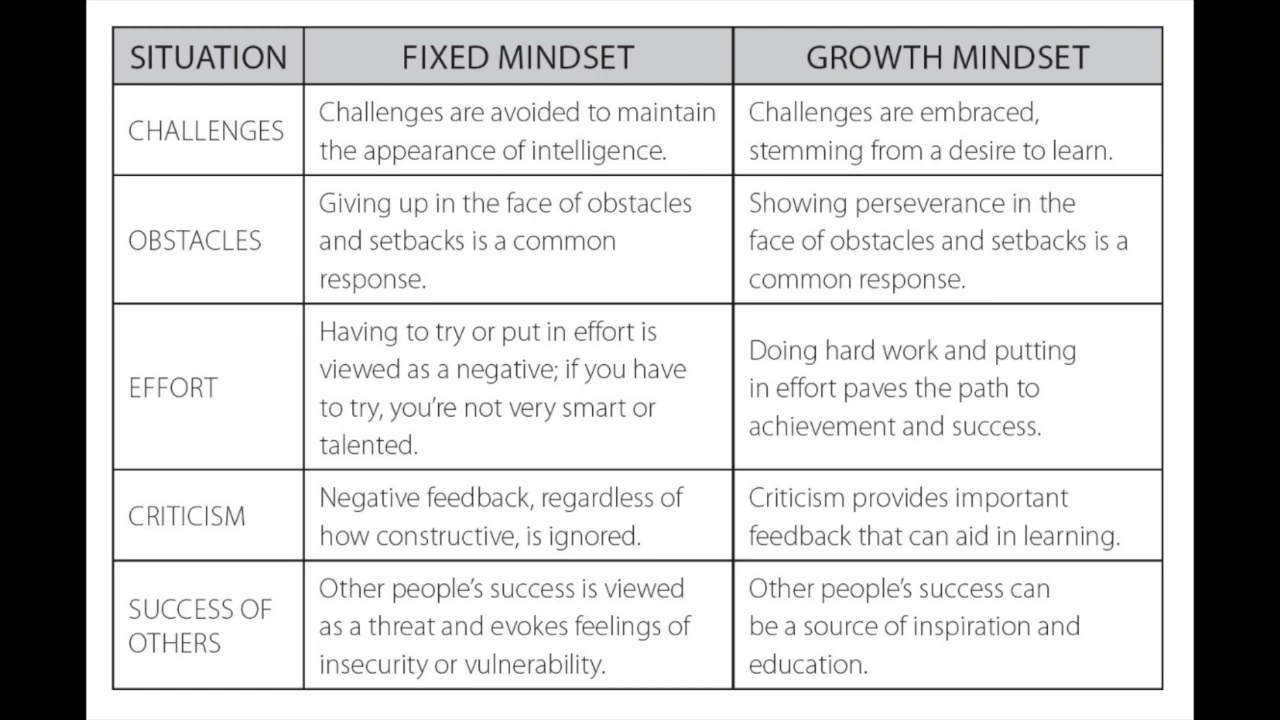 SITUATION
FIXED MINDSET
GROWTH MINDSET
CHALLENGES
Challenges are avoided to maintain
the appearance of intelligence.
Challenges are embraced,
stemming from a desire to learn.
OBSTACLES
Giving up in the face of obstacles
and setbacks is a common
response.
Showing perseverance in the
face of obstacles and setbacks is a
common response.
EFFORT
Having to try or put in effort is
viewed as a negative; if you have
to try, you’re not very smart or
talented.
Doing hard work and putting
in effort paves the path to
achievement and success.
CRITICISM
Negative feedback, regardless of
how constructive, is ignored.
Criticism provides important
feedback that can aid in learning.
SUCCESS OF
OTHERS
Other people’s success is viewed
as a threat and evokes feelings of
insecurity or vulnerability.
Other people’s success can
be a source of inspiration and
education.